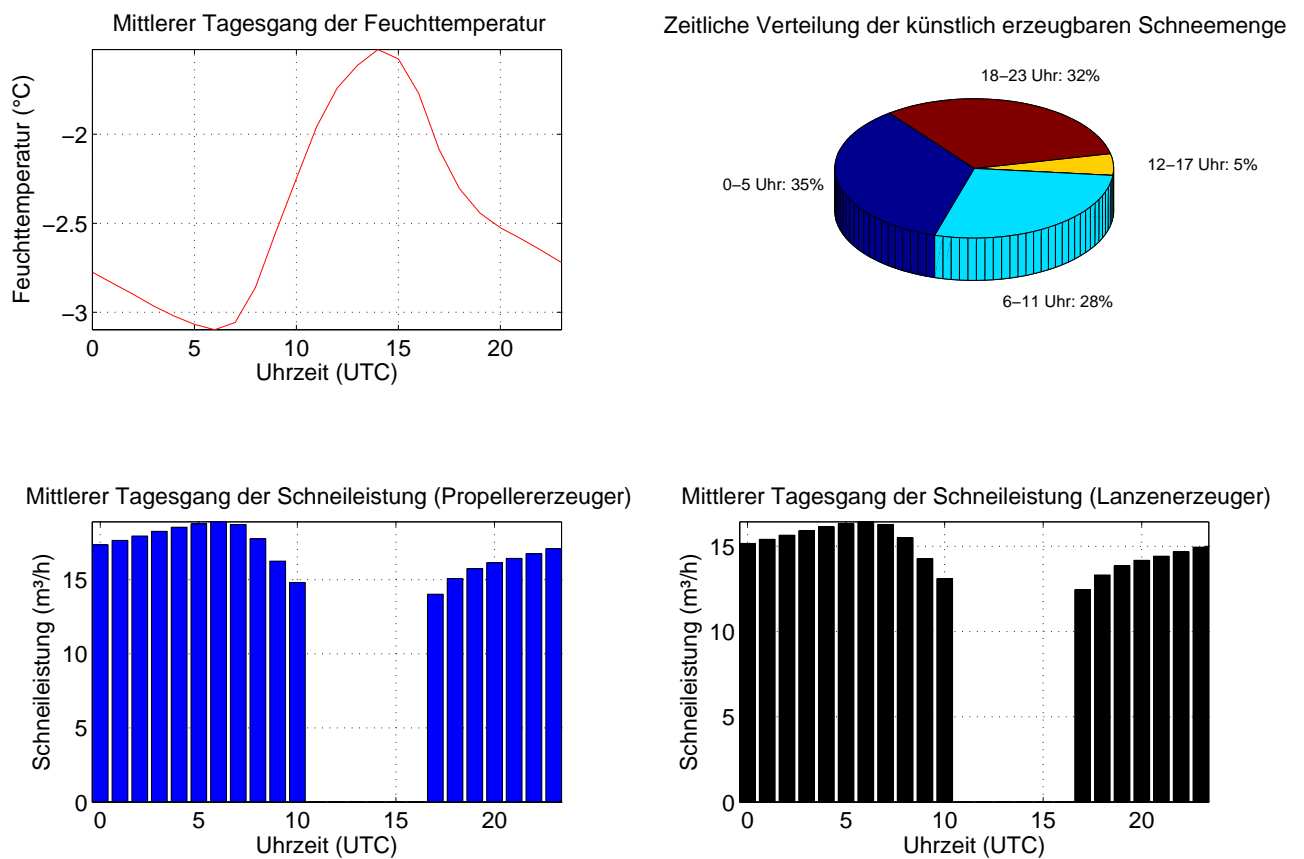 Mittlerer Tagesgang der Feuchttemperatur
Feuchttemperatur (°C)
−2
−2.5
−3
0 5 10 15 20
Uhrzeit (UTC)
Zeitliche Verteilung der künstlich erzeugbaren Schneemenge
18−23 Uhr: 32%
12−17 Uhr: 5%
0−5 Uhr: 35%
6−11 Uhr: 28%
Mittlerer Tagesgang der Schneileistung (Propellererzeuger)
Schneileistung (m³/h)
15
10
5
0
0 5 10 15 20
Uhrzeit (UTC)
Mittlerer Tagesgang der Schneileistung (Lanzenerzeuger)
Schneileistung (m³/h)
15
10
5
0
0 5 10 15 20
Uhrzeit (UTC)